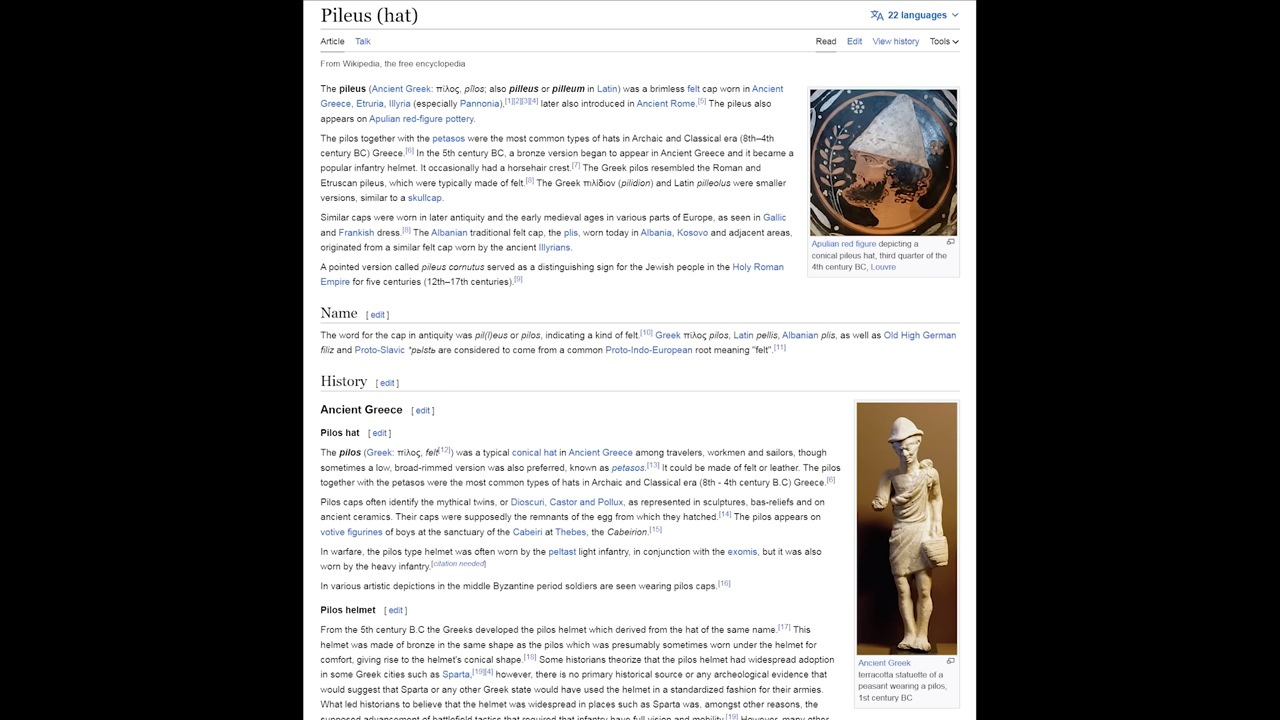 Pileus (hat)
22 languages
Article Talk
Read Edit View history Tools
From Wikipedia, the free encyclopedia
The pileus (Ancient Greek: πῖλος, pîlos; also pilleus or pilleum in Latin) was a brimless felt cap worn in Ancient
Greece, Etruria, Illyria (especially Pannonia),[1][2][3][4] later also introduced in Ancient Rome.[5] The pileus also
appears on Apulian red-figure pottery.
The pilos together with the petasos were the most common types of hats in Archaic and Classical era (8th–4th
century BC) Greece.[6] In the 5th century BC, a bronze version began to appear in Ancient Greece and it became a
popular infantry helmet. It occasionally had a horsehair crest.[7] The Greek pilos resembled the Roman and
Etruscan pileus, which were typically made of felt.[8] The Greek πιλίδιον (pilidion) and Latin pilleolus were smaller
versions, similar to a skullcap.
Similar caps were worn in later antiquity and the early medieval ages in various parts of Europe, as seen in Gallic
and Frankish dress.[8] The Albanian traditional felt cap, the plis, worn today in Albania, Kosovo and adjacent areas,
originated from a similar felt cap worn by the ancient Illyrians.
A pointed version called pileus cornutus served as a distinguishing sign for the Jewish people in the Holy Roman
Empire for five centuries (12th–17th centuries).[9]
Apulian red figure depicting a
conical pileus hat, third quarter of the
4th century BC, Louvre
Name [ edit ]
The word for the cap in antiquity was pil(l)eus or pilos, indicating a kind of felt.[10] Greek πῖλος pilos, Latin pellis, Albanian plis, as well as Old High German
filiz and Proto-Slavic *pьlstь are considered to come from a common Proto-Indo-European root meaning "felt".[11]
History [ edit ]
Ancient Greece [ edit ]
Pilos hat [ edit ]
The pilos (Greek: πῖλος, felt[12]) was a typical conical hat in Ancient Greece among travelers, workmen and sailors, though
sometimes a low, broad-rimmed version was also preferred, known as petasos.[13] It could be made of felt or leather. The pilos
together with the petasos were the most common types of hats in Archaic and Classical era (8th - 4th century B.C) Greece.[6]
Pilos caps often identify the mythical twins, or Dioscuri, Castor and Pollux, as represented in sculptures, bas-reliefs and on
ancient ceramics. Their caps were supposedly the remnants of the egg from which they hatched.[14] The pilos appears on
votive figurines of boys at the sanctuary of the Cabeiri at Thebes, the Cabeirion.[15]
In warfare, the pilos type helmet was often worn by the peltast light infantry, in conjunction with the exomis, but it was also
worn by the heavy infantry.[citation needed]
In various artistic depictions in the middle Byzantine period soldiers are seen wearing pilos caps.[16]
Pilos helmet [ edit ]
From the 5th century B.C the Greeks developed the pilos helmet which derived from the hat of the same name.[17] This
helmet was made of bronze in the same shape as the pilos which was presumably sometimes worn under the helmet for
comfort, giving rise to the helmet's conical shape.[18] Some historians theorize that the pilos helmet had widespread adoption
in some Greek cities such as Sparta,[19][4] however, there is no primary historical source or any archeological evidence that
would suggest that Sparta or any other Greek state would have used the helmet in a standardized fashion for their armies.
What led historians to believe that the helmet was widespread in places such as Sparta was, amongst other reasons, the
supposed advancement of battlefield tactics that required that infantry have full vision and mobility.[19] However, many other
Ancient Greek
terracotta statuette of a
peasant wearing a pilos,
1st century BC